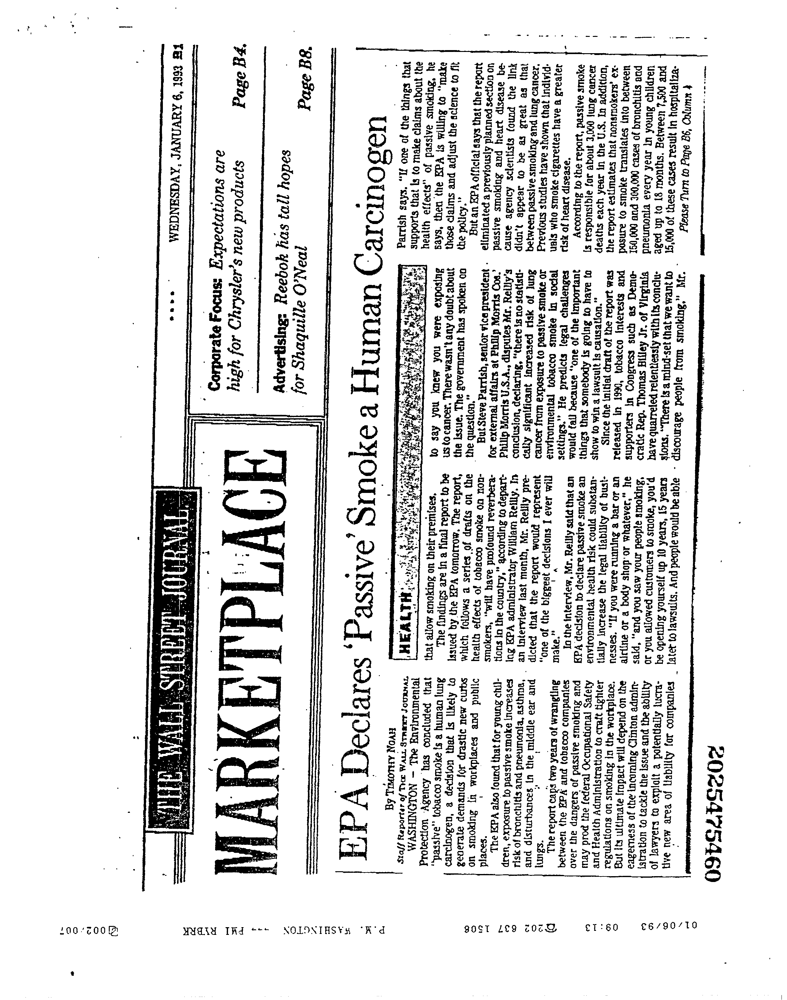 THE WALL STREET JOURNAL
MARKETPLACE
WEDNESDAY, JANUARY 6, 1993 B1
Corporate Focus: Expectations are
high for Chrysler's new products
Page B4.
Advertising: Reebok has tall hopes
for Shaquille O'Neal
Page B8.
EPA Declares 'Passive' Smoke a Human Carcinogen
By TIMOTHY NOAH
Staff Reporter of THE WALL STREET JOURNAL
WASHINGTON – The Environmental
Protection Agency has concluded that
"passive" tobacco smoke is a human lung
carcinogen, a decision that is likely to
generate demands for drastic new curbs
on smoking in workplaces and public
places.
The EPA also found that for young chil-
dren, exposure to passive smoke increases
risk of bronchitis and pneumonia, asthma,
and disturbances in the middle ear and
lungs.
The report caps two years of wrangling
between the EPA and tobacco companies
over the dangers of passive smoking and
may prod the federal Occupational Safety
and Health Administration to craft tighter
regulations on smoking in the workplace.
But its ultimate impact will depend on the
eagerness of the incoming Clinton admin-
istration to tackle the issue and the ability
of lawyers to exploit a potentially lucra-
tive new area of liability for companies
HEALTH
that allow smoking on their premises.
The findings are in a final report to be
issued by the EPA tomorrow. The report,
which follows a series of drafts on the
health effects of tobacco smoke on non-
smokers, "will have profound reverbera-
tions in the country," according to depart-
ing EPA administrator William Reilly. In
an interview last month, Mr. Reilly pre-
dicted that the report would represent
"one of the biggest decisions I ever will
make."
In the interview, Mr. Reilly said that an
EPA decision to declare passive smoke an
environmental health risk could substan-
tially increase the legal liability of busi-
nesses. "If you were running a bar or an
airline or a body shop or whatever," he
said, "and you saw your people smoking,
or you allowed customers to smoke, you'd
be opening yourself up 10 years, 15 years
later to lawsuits. And people would be able
to say you knew you were exposing
us to cancer. There wasn't any doubt about
the issue. The government has spoken on
the question."
But Steve Parrish, senior vice president
for external affairs at Philip Morris Cos.'
Philip Morris U.S.A., disputes Mr. Reilly's
conclusion, declaring, "there is no statisti-
cally significant increased risk of lung
cancer from exposure to passive smoke or
environmental tobacco smoke in social
settings." He predicts legal challenges
would fail because "one of the important
things that somebody is going to have to
show to win a lawsuit is causation."
Since the initial draft of the report was
released in 1990, tobacco interests and
supporters in Congress such as Demo-
cratic Rep. Thomas Bliley Jr. of Virginia
have quarreled relentlessly with its conclu-
sions. "There is a mind-set that we want to
discourage people from smoking," Mr.
Parrish says. "If one of the things that
supports that is to make claims about the
health effects" of passive smoking, he
says, then the EPA is willing to "make
those claims and adjust the science to fit
the policy."
But an EPA official says that the report
eliminated a previously planned section on
passive smoking and heart disease be-
cause agency scientists found the link
didn't appear to be as great as that
between passive smoking and lung cancer.
Previous studies have shown that individ-
uals who smoke cigarettes have a greater
risk of heart disease.
According to the report, passive smoke
is responsible for about 3,000 lung cancer
deaths each year in the U.S. In addition,
the report estimates that nonsmokers' ex-
posure to smoke translates into between
150,000 and 300,000 cases of bronchitis and
pneumonia every year in young children
aged up to 18 months. Between 7,500 and
15,000 of these cases result in hospitaliza-
Please Turn to Page B6, Column 4
2025475460
01/06/93 09:13 ☎202 637 1508 P.M. WASHINGTON --- PMI RYBRK 002/007